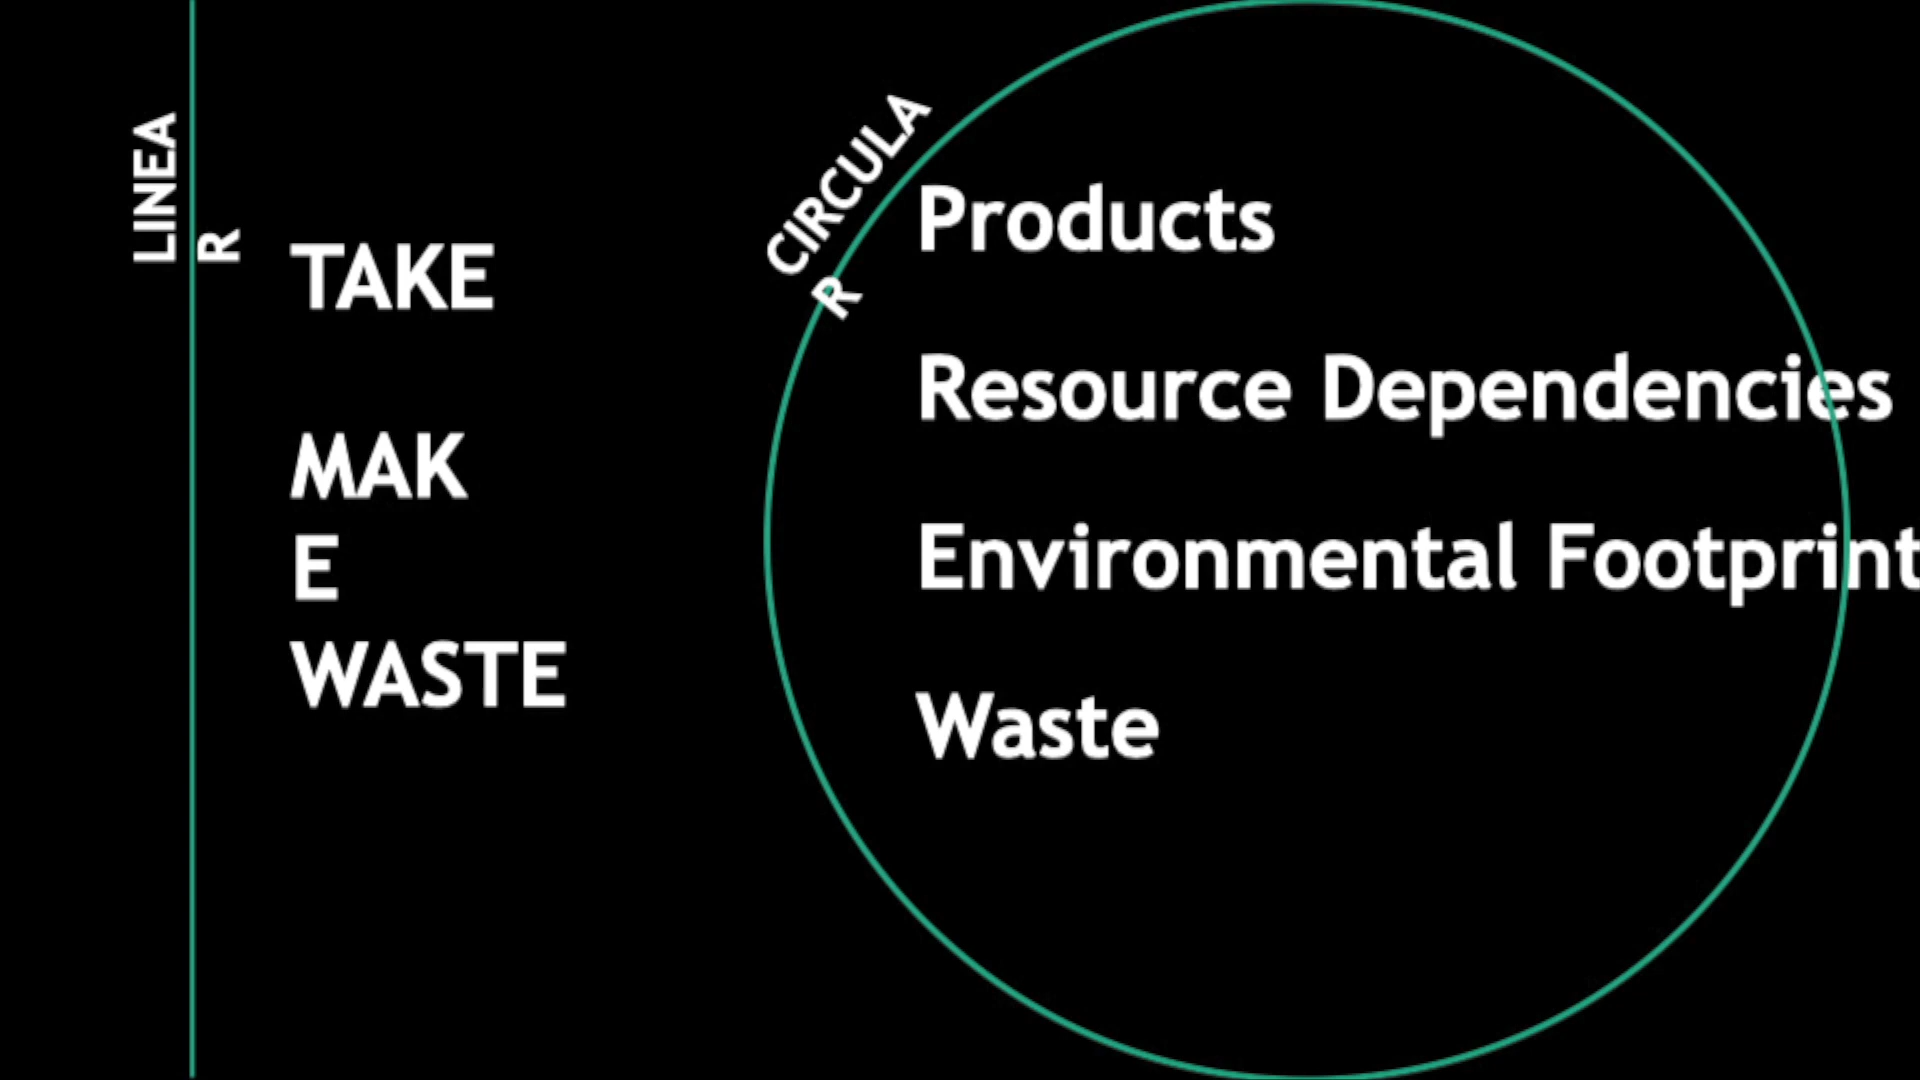 LINEA
R
TAKE
MAK
E
WASTE
CIRCULA
R
Products
Resource Dependencies
Environmental Footprint
Waste